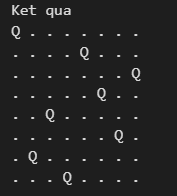 Ket qua
Q . . . . . . .
. . . . Q . . .
. . . . . . . Q
. . . . . Q . .
. . Q . . . . .
. . . . . . Q .
. Q . . . . . .
. . . Q . . . .